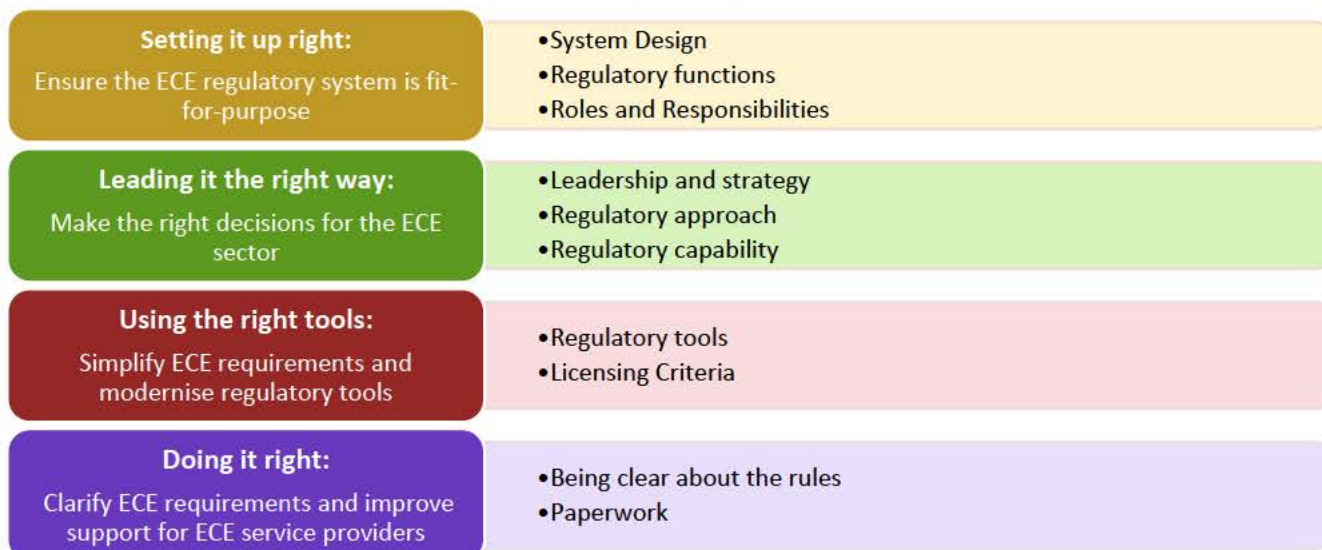 Setting it up right:
Ensure the ECE regulatory system is fit-
for-purpose
•System Design
•Regulatory functions
•Roles and Responsibilities
Leading it the right way:
Make the right decisions for the ECE
sector
•Leadership and strategy
•Regulatory approach
•Regulatory capability
Using the right tools:
Simplify ECE requirements and
modernise regulatory tools
•Regulatory tools
•Licensing Criteria
Doing it right:
Clarify ECE requirements and improve
support for ECE service providers
•Being clear about the rules
•Paperwork